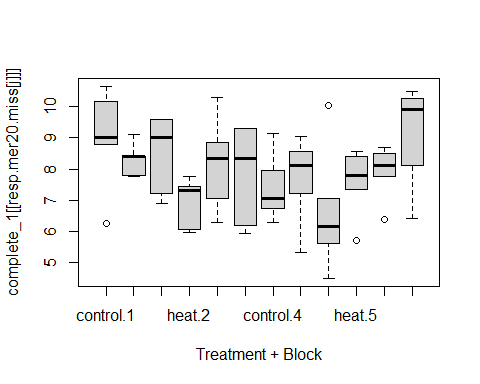 complete_1[[resp.mer20.miss[j]]]
10
9
8
7
6
5
control.1 heat.2 control.4 heat.5
Treatment + Block